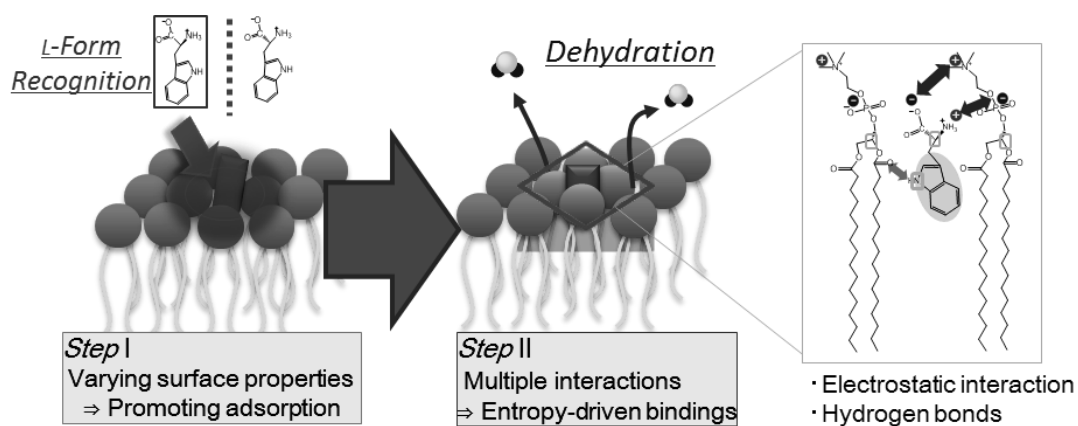 L-Form
Recognition
Dehydration
Step I
Varying surface properties
⇒ Promoting adsorption
Step II
Multiple interactions
⇒ Entropy-driven bindings
・Electrostatic interaction
・Hydrogen bonds